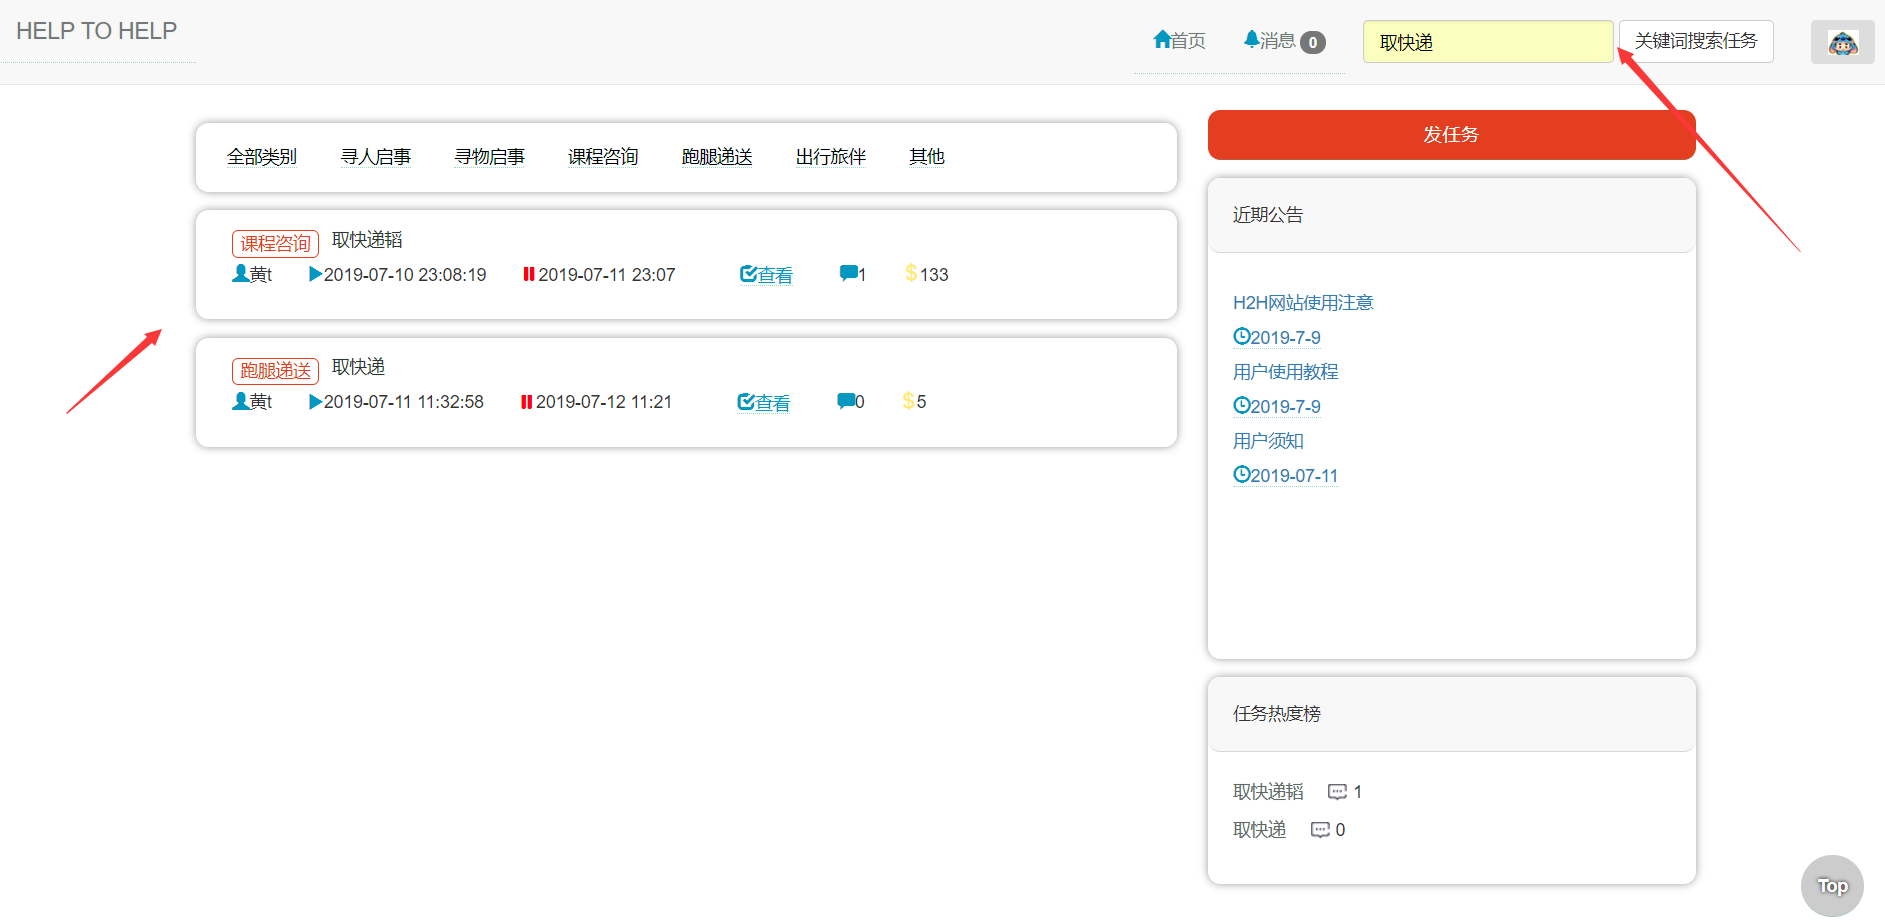 HELP TO HELP
首页
消息 0
取快递
关键词搜索任务
全部类别 寻人启事 寻物启事 课程咨询 跑腿递送 出行旅伴 其他
课程咨询 取快递韬
黄t 2019-07-10 23:08:19 2019-07-11 23:07 查看 1 $133
跑腿递送 取快递
黄t 2019-07-11 11:32:58 2019-07-12 11:21 查看 0 $5
发任务
近期公告
H2H网站使用注意
2019-7-9
用户使用教程
2019-7-9
用户须知
2019-07-11
任务热度榜
取快递韬 1
取快递 0
Top